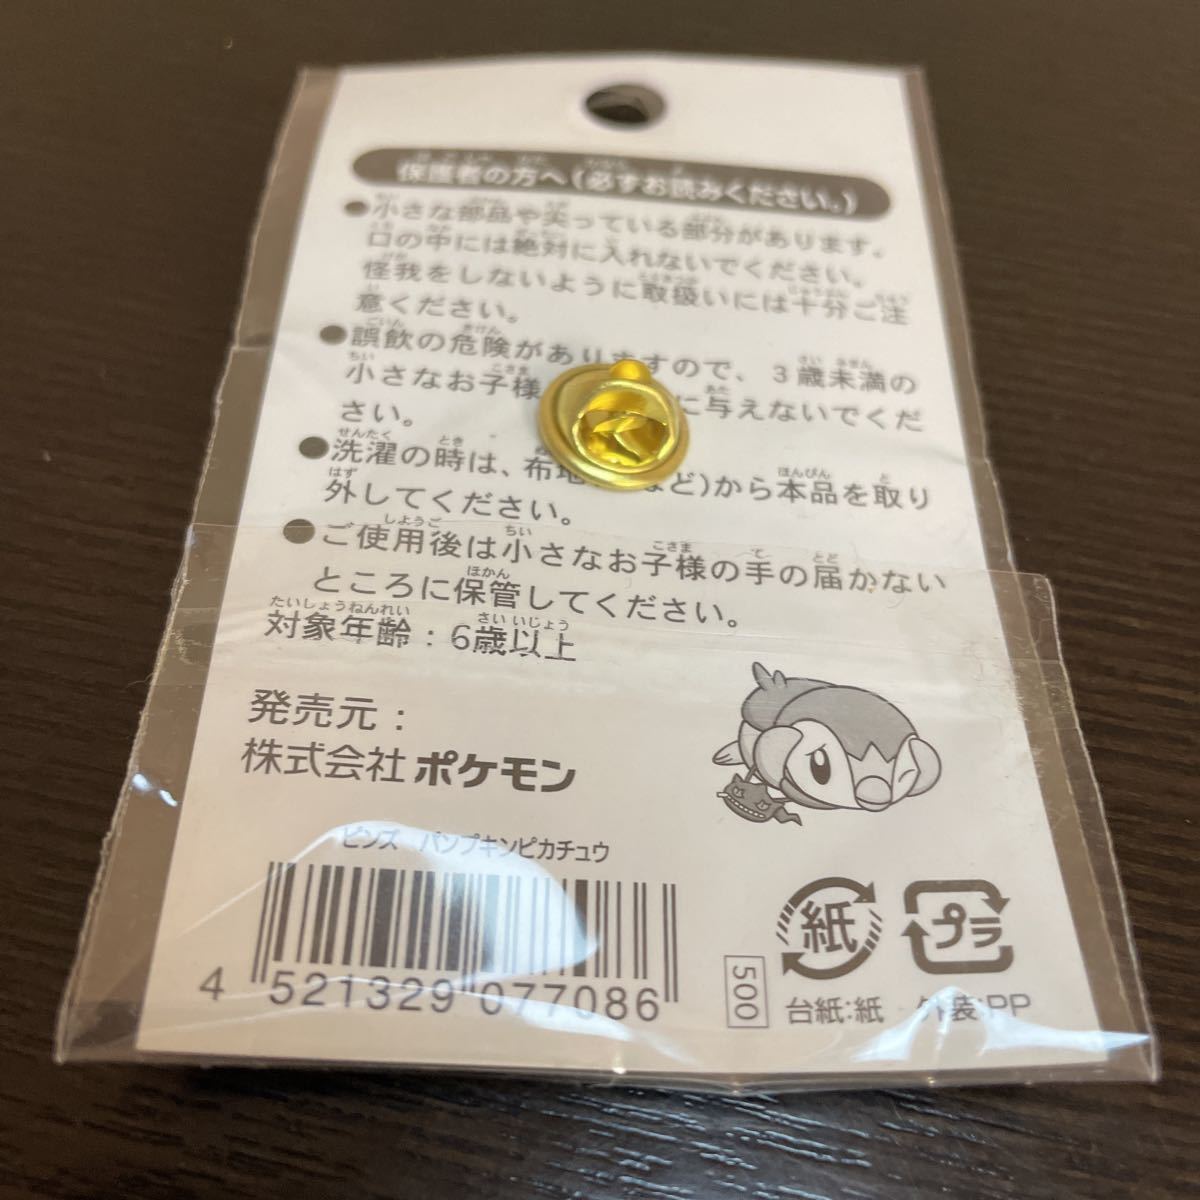 保護者の方へ(必ずお読みください。)
●小さな部品や尖っている部分があります。
口の中には絶対に入れないでください。
怪我をしないように取扱いには十分ご注
意ください。
●誤飲の危険がありますので、3歳未満の
小さなお子様に与えないでくだ
さい。
●洗濯の時は、布地など)から本品を取り
外してください。
●ご使用後は小さなお子様の手の届かない
ところに保管してください。
対象年齢:6歳以上
発売元:
株式会社 ポケモン
ピンズ パンプキンピカチュウ
4 521329 077086
500
紙
プラ
台紙:紙 外装:PP